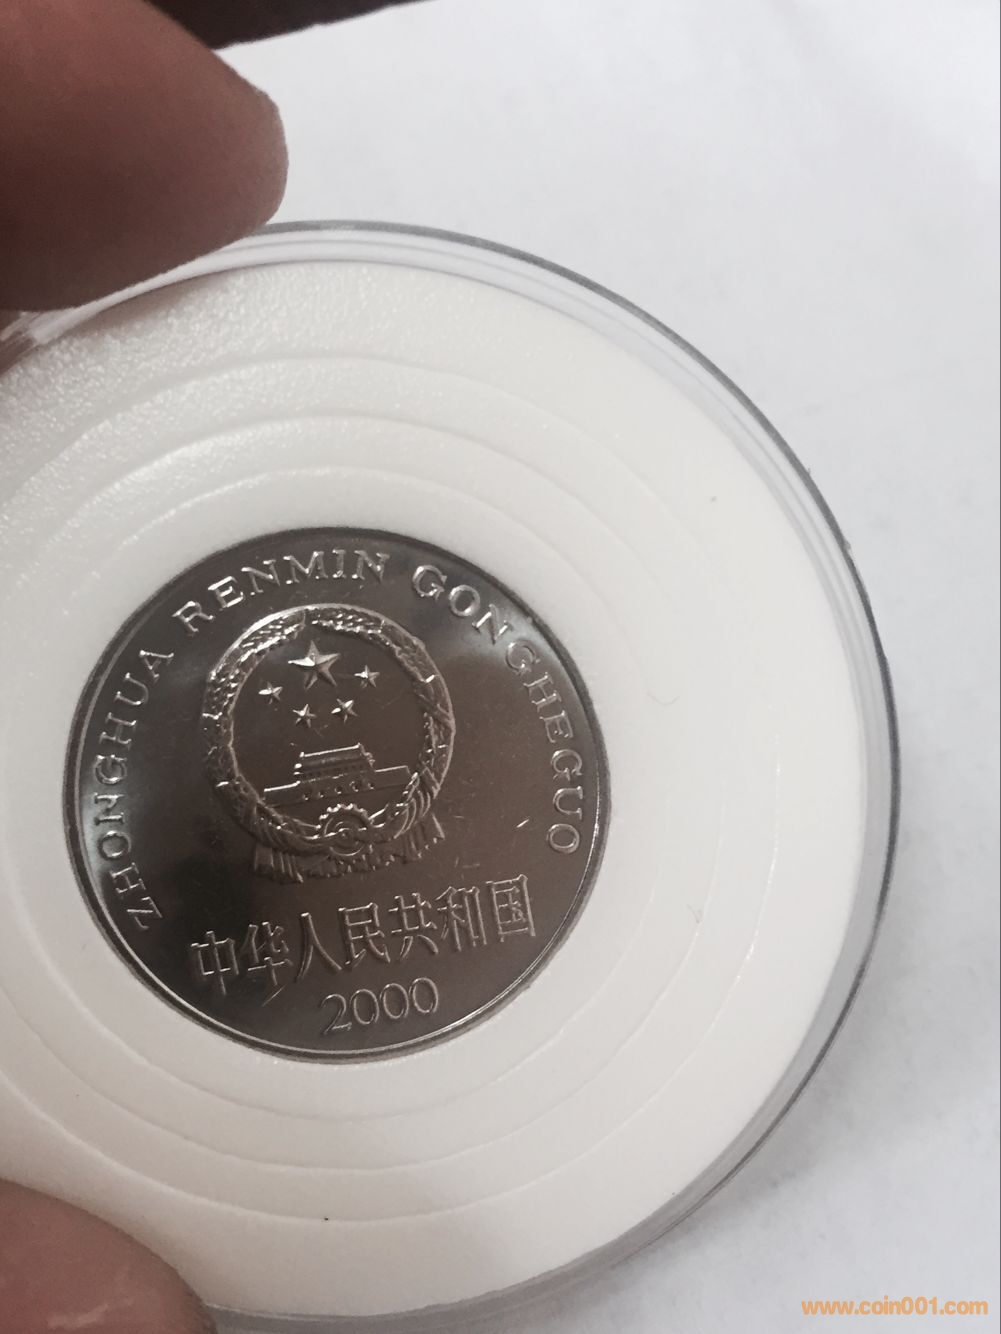 ZHONGHUA RENMIN GONGHEGUO
中华人民共和国
2000
www.coin001.com